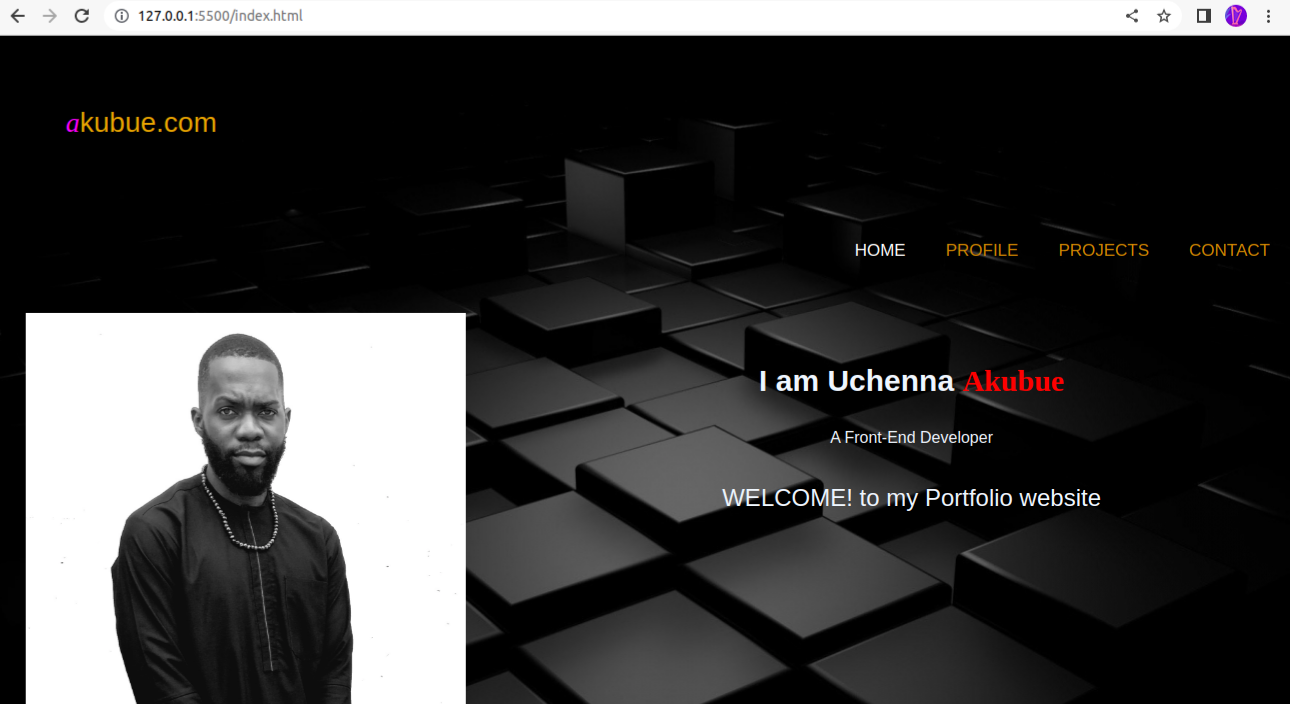 127.0.0.1:5500/index.html
akubue.com
HOME PROFILE PROJECTS CONTACT
I am Uchenna Akubue
A Front-End Developer
WELCOME! to my Portfolio website